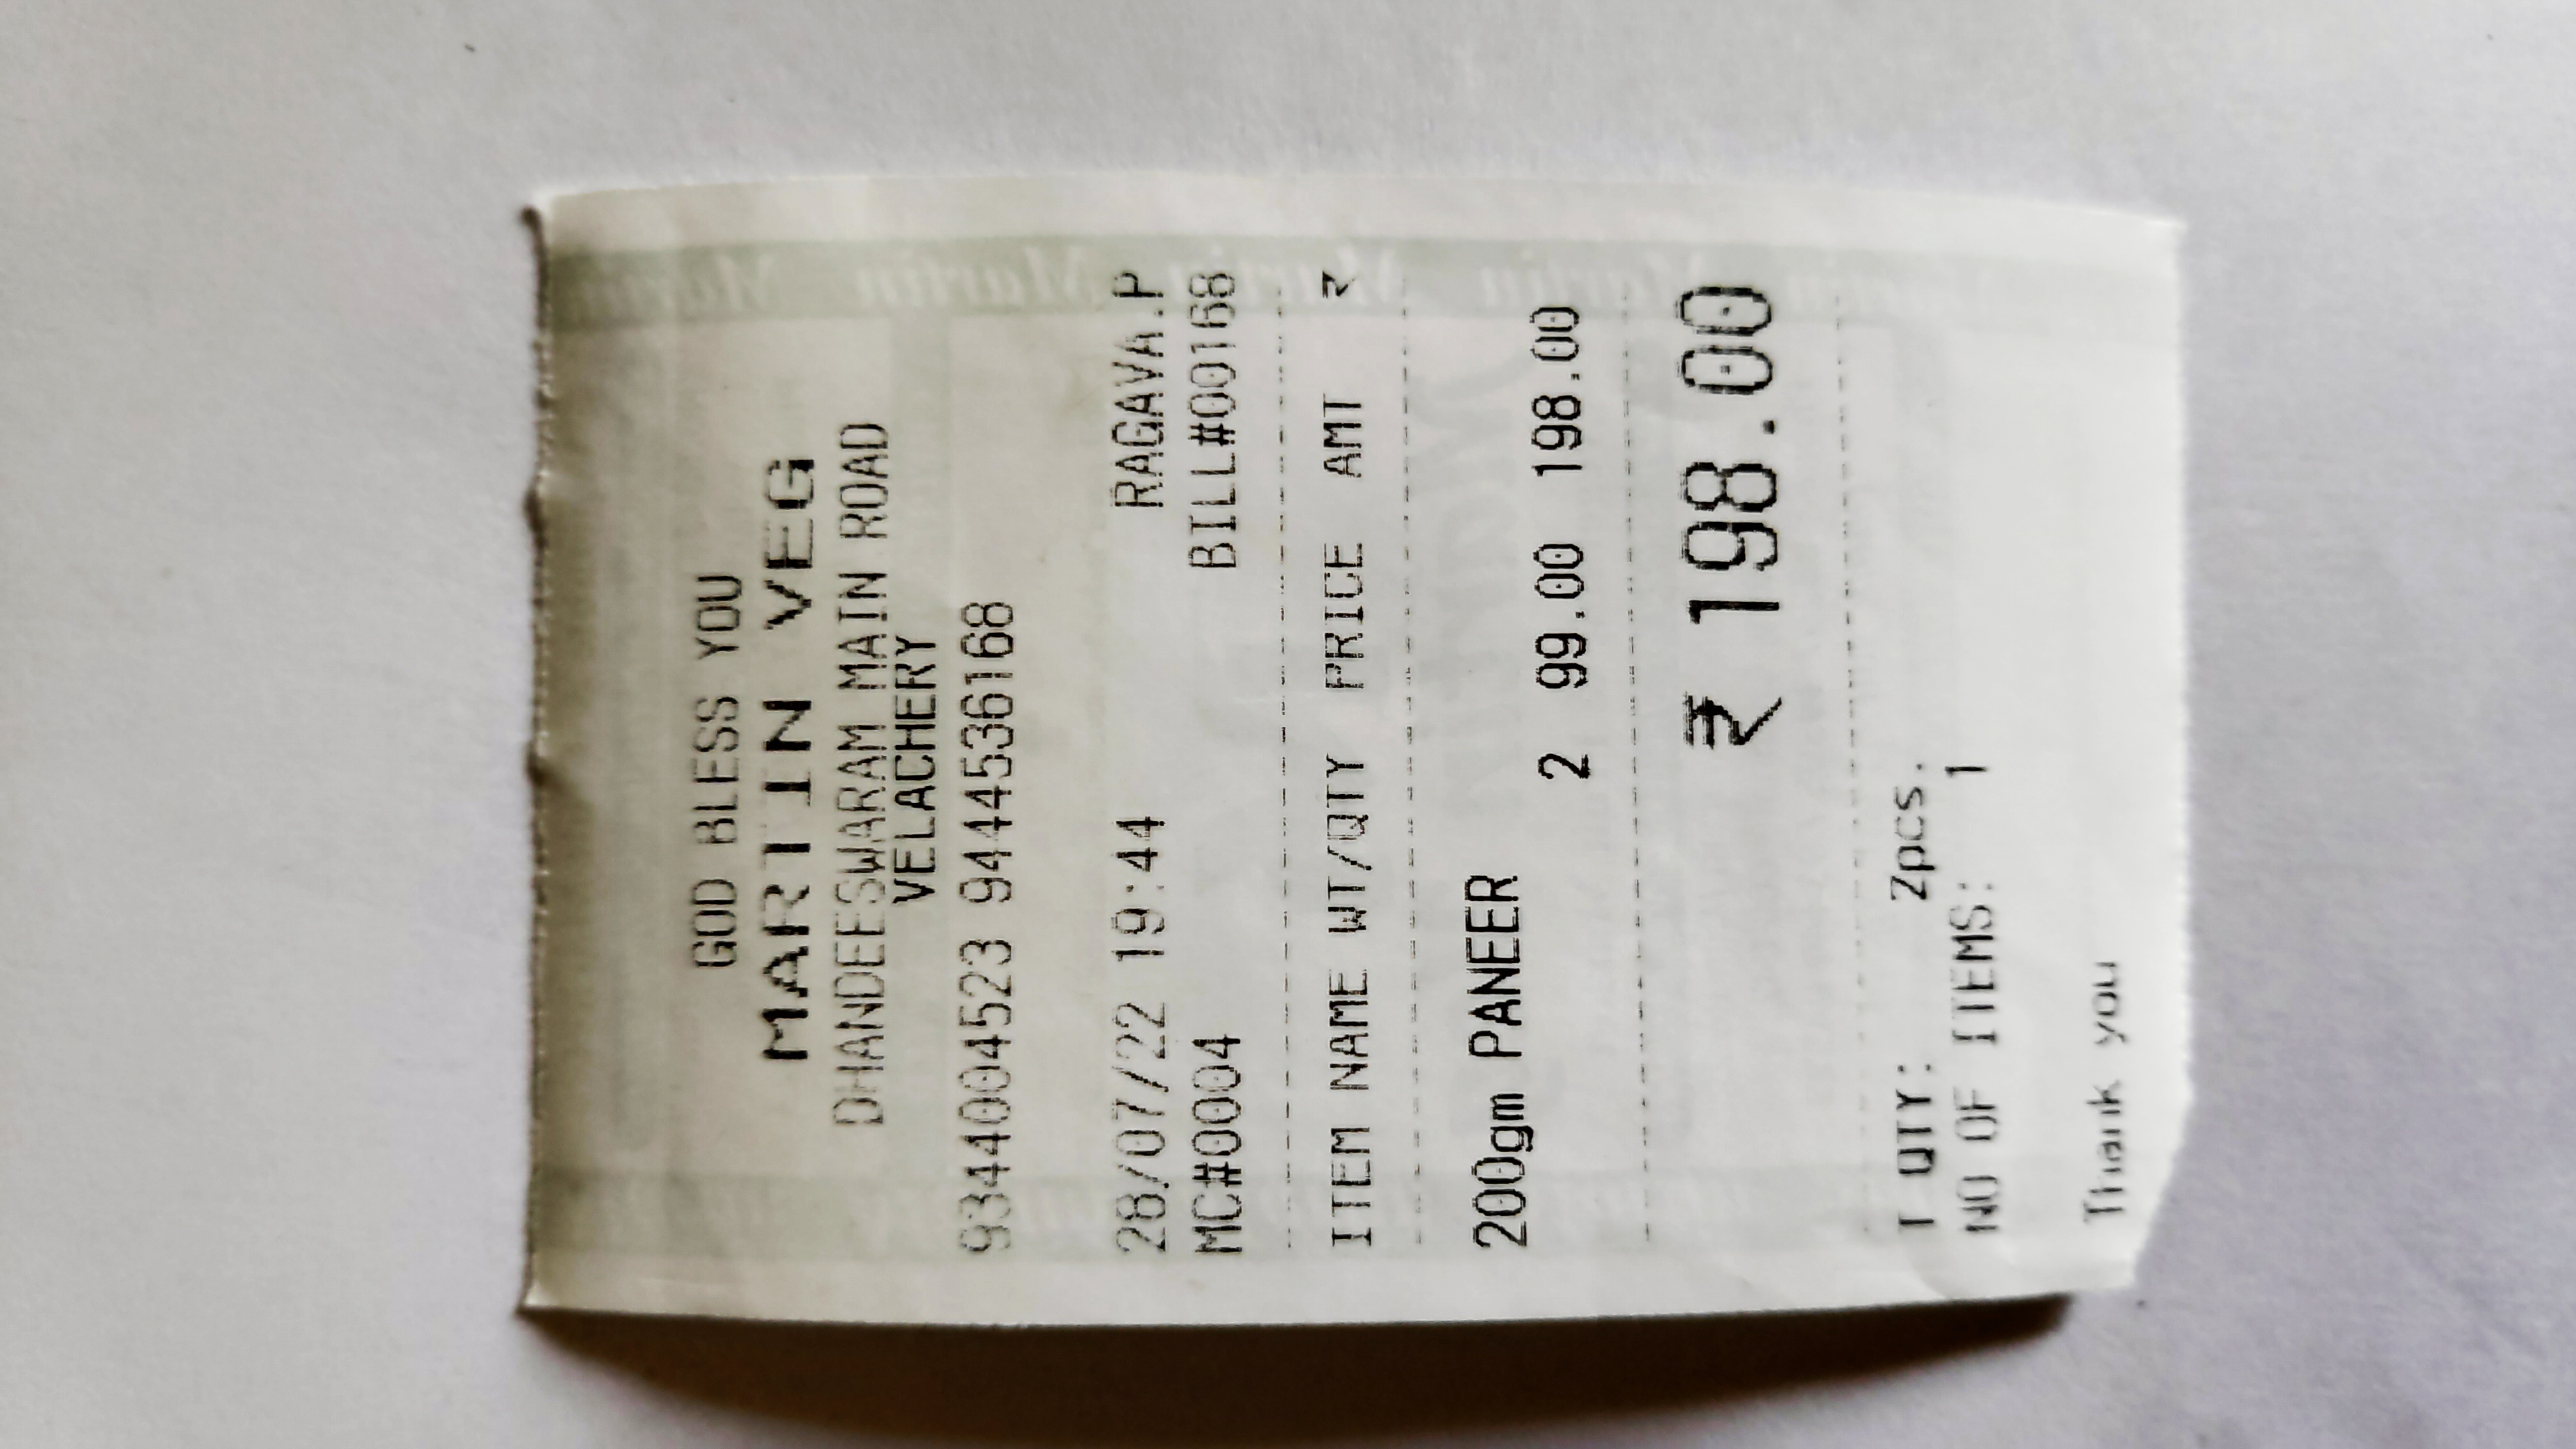 GOD BLESS YOU
MARTIN VEG
DHANDEESWARAM MAIN ROAD
VELACHERY
9344004523 9444536168
28/07/22 19:44 RAGAVA.P
MC#0004 BILL#00168
ITEM NAME WT/QTY PRICE AMT ₹
200gm PANEER
2 99.00 198.00
₹ 198.00
T QTY: 2pcs.
NO OF ITEMS: 1
Thank you